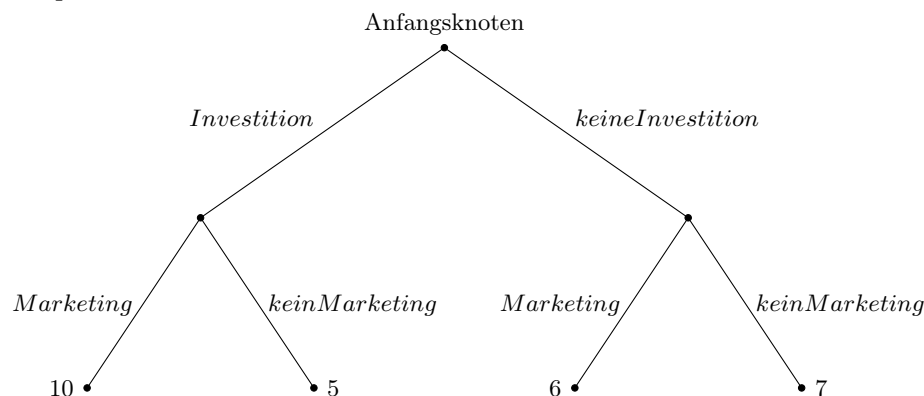 Anfangsknoten
Investition
keineInvestition
Marketing
keinMarketing
Marketing
keinMarketing
10
5
6
7